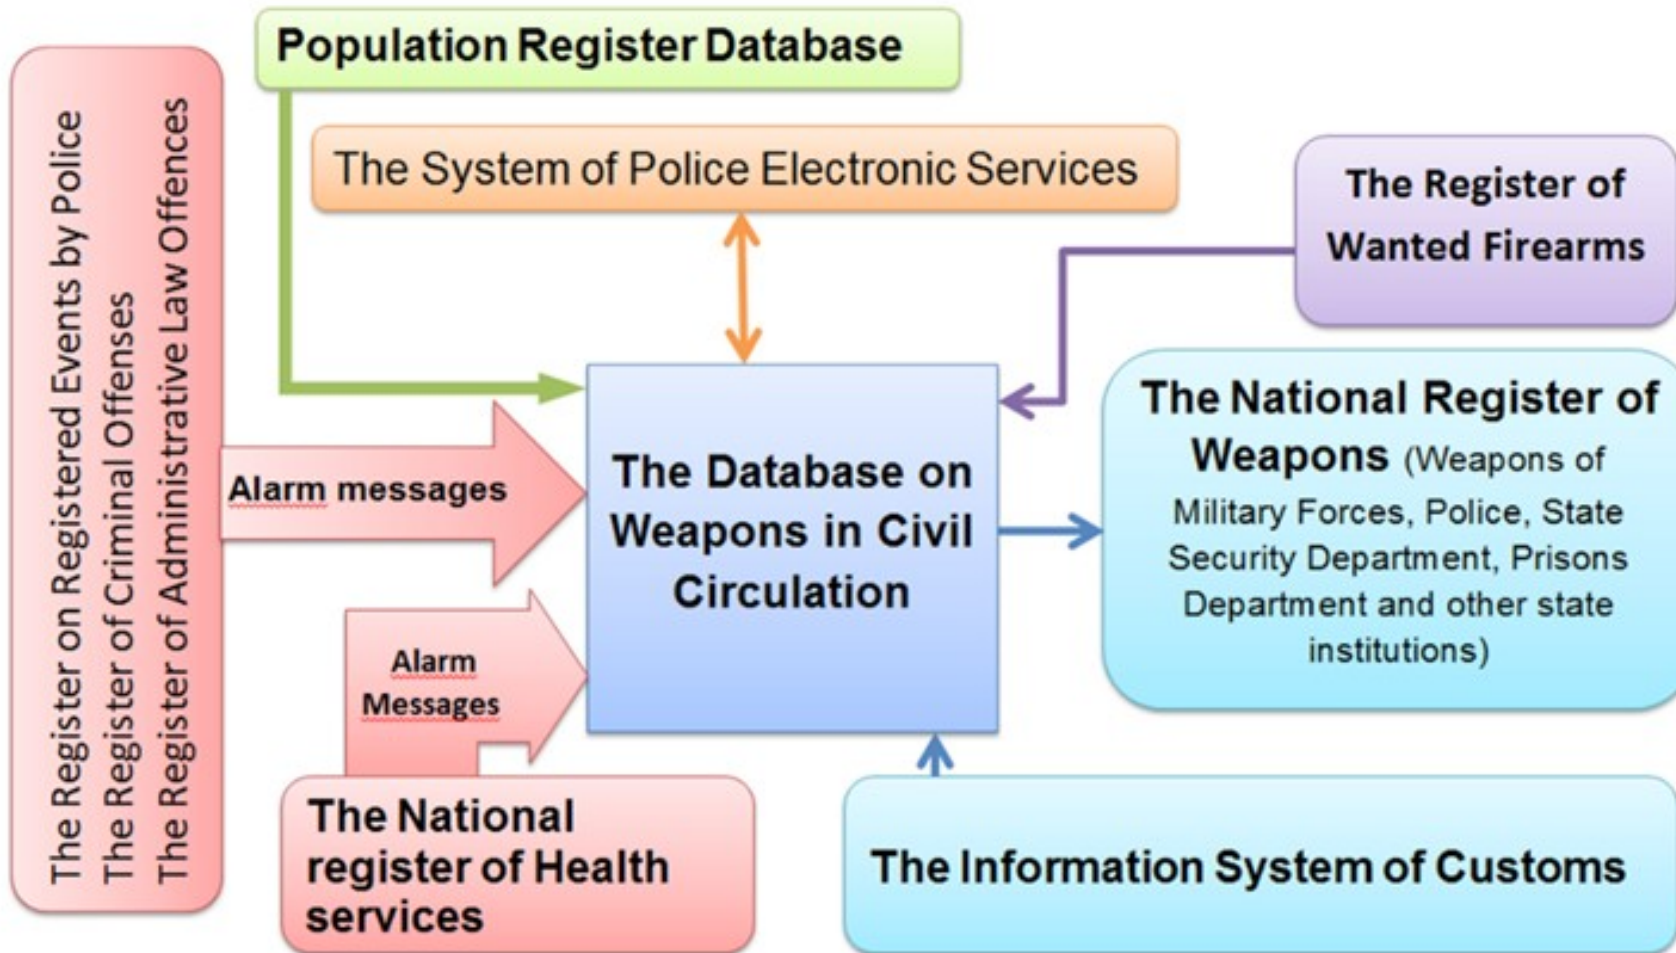 Population Register Database
The System of Police Electronic Services
The Register on Registered Events by Police
The Register of Criminal Offenses
The Register of Administrative Law Offences
The Register of
Wanted Firearms
Alarm messages
The Database on
Weapons in Civil
Circulation
The National Register of
Weapons (Weapons of
Military Forces, Police, State
Security Department, Prisons
Department and other state
institutions)
Alarm
Messages
The National
register of Health
services
The Information System of Customs